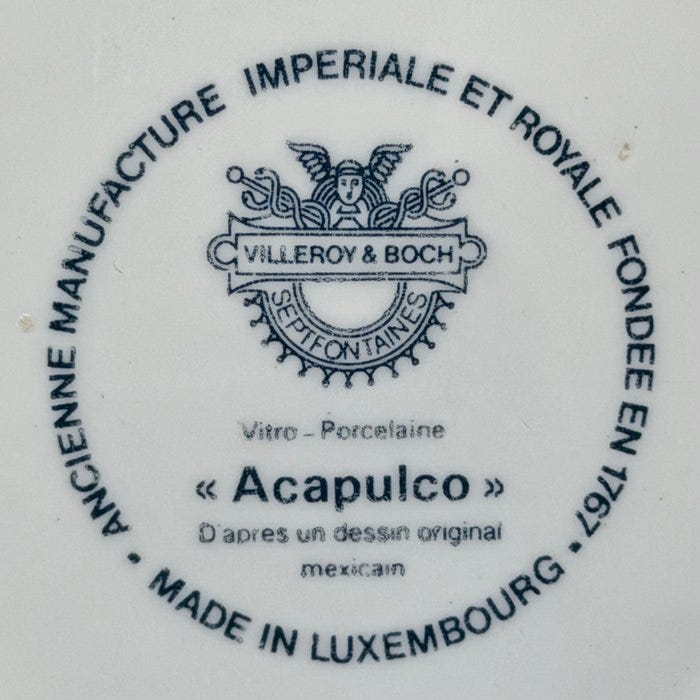 ANCIENNE MANUFACTURE IMPERIALE ET ROYALE FONDEE EN 1767 •
VILLEROY & BOCH
SEPTFONTAINES
Vitro - Porcelaine
« Acapulco »
D'apres un dessin original
mexicain
• MADE IN LUXEMBOURG